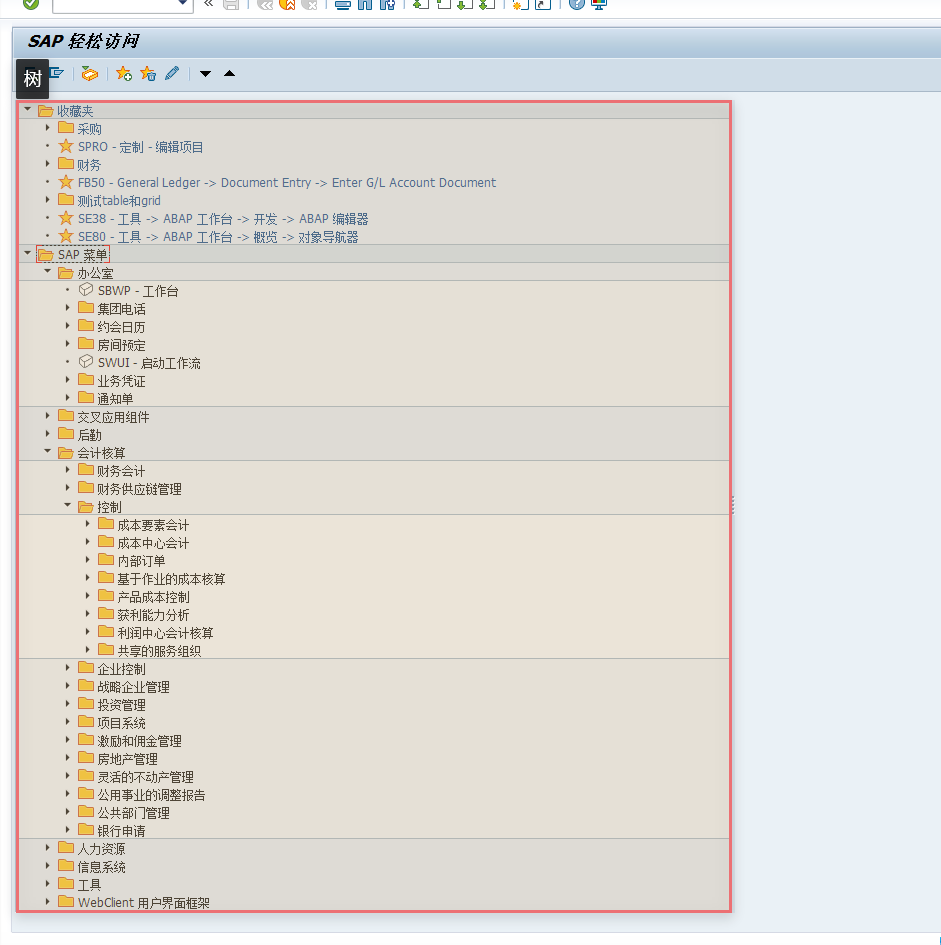 SAP 轻松访问
树
收藏夹
采购
SPRO - 定制 - 编辑项目
财务
FB50 - General Ledger -> Document Entry -> Enter G/L Account Document
测试table和grid
SE38 - 工具 -> ABAP 工作台 -> 开发 -> ABAP 编辑器
SE80 - 工具 -> ABAP 工作台 -> 概览 -> 对象导航器
SAP 菜单
办公室
SBWP - 工作台
集团电话
约会日历
房间预定
SWUI - 启动工作流
业务凭证
通知单
交叉应用组件
后勤
会计核算
财务会计
财务供应链管理
控制
成本要素会计
成本中心会计
内部订单
基于作业的成本核算
产品成本控制
获利能力分析
利润中心会计核算
共享的服务组织
企业控制
战略企业管理
投资管理
项目系统
激励和佣金管理
房地产管理
灵活的不动产管理
公用事业的调整报告
公共部门管理
银行申请
人力资源
信息系统
工具
WebClient 用户界面框架